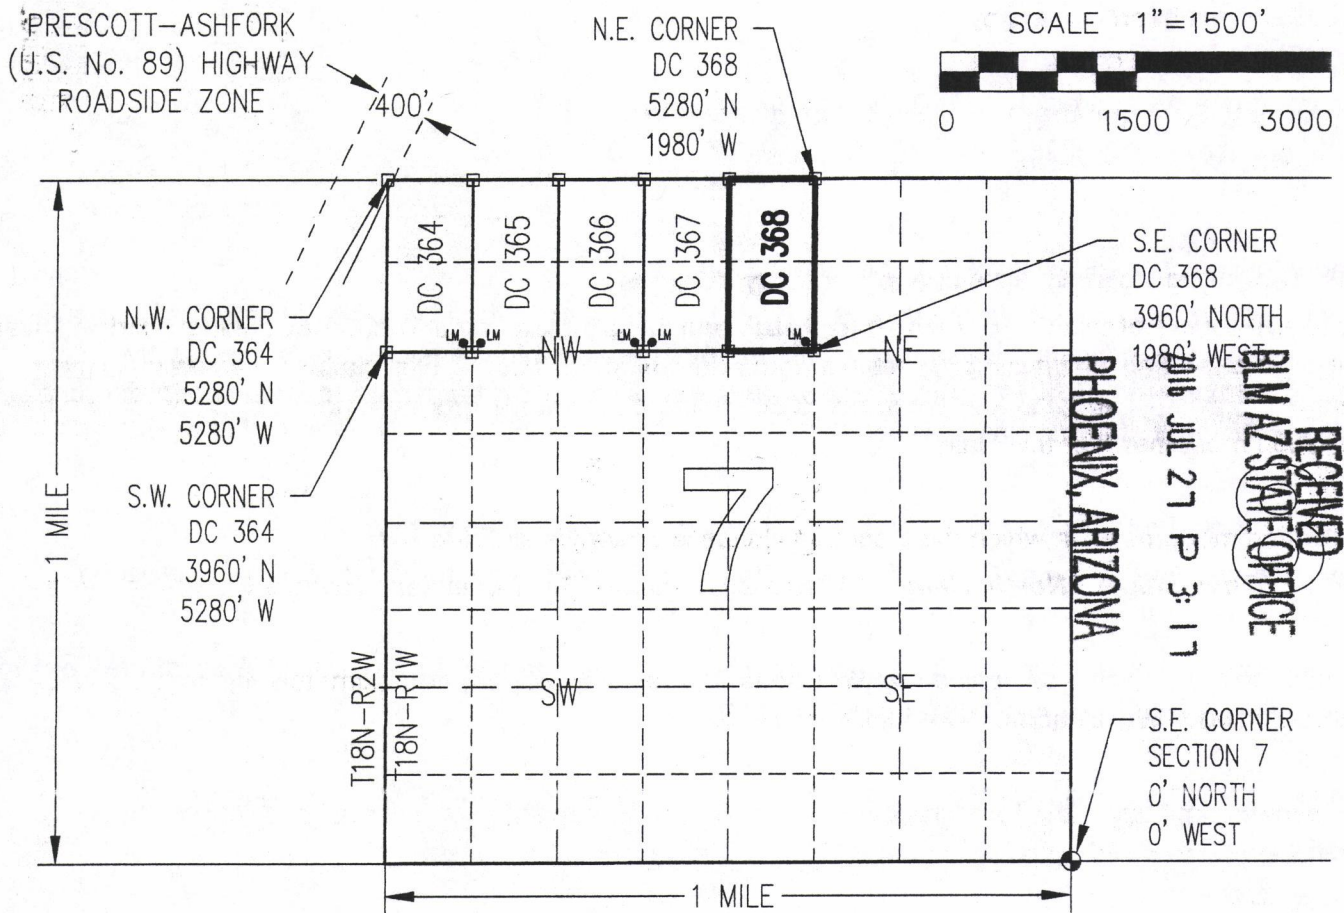 PRESCOTT-ASHFORK
(U.S. No. 89) HIGHWAY
ROADSIDE ZONE
400'
N.E. CORNER
DC 368
5280' N
1980' W
SCALE 1"=1500'
0 1500 3000
DC 364
DC 365
DC 366
DC 367
DC 368
S.E. CORNER
DC 368
3960' NORTH
1980' WEST
N.W. CORNER
DC 364
5280' N
5280' W
LM LM
LM LM
LM
NW
NE
S.W. CORNER
DC 364
3960' N
5280' W
1 MILE
7
RECEIVED
BLM AZ STATE OFFICE
JUL 27 P 3:17
PHOENIX, ARIZONA
T18N-R2W
T18N-R1W
SW
SE
S.E. CORNER
SECTION 7
0' NORTH
0' WEST
1 MILE